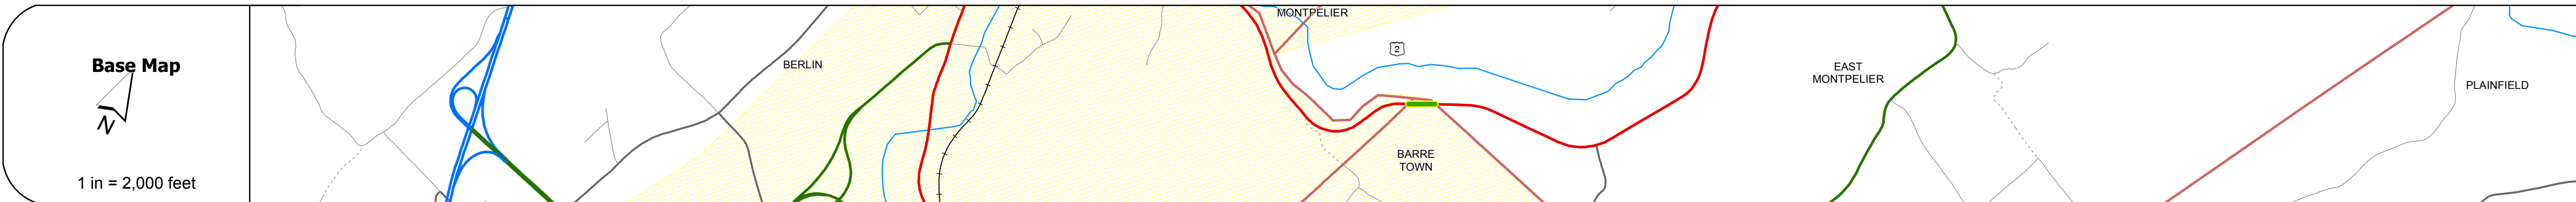 Base Map
N
1 in = 2,000 feet
BERLIN
MONTPELIER
2
BARRE
TOWN
EAST
MONTPELIER
PLAINFIELD